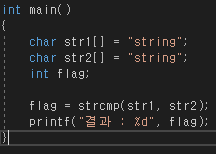 int main()
{
char str1[] = "string";
char str2[] = "string";
int flag;
flag = strcmp(str1, str2);
printf("결과 : %d", flag);
}